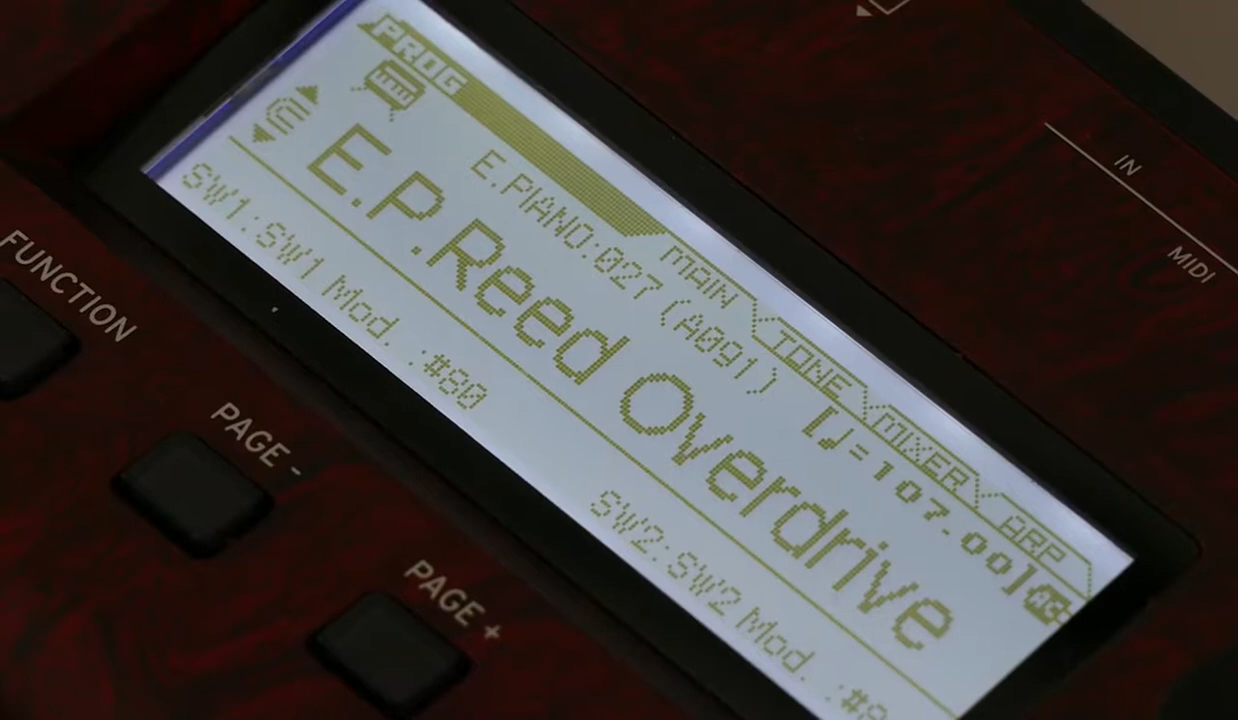 PROG MAIN TONE MIXER ARP
E.PIANO:027 (A091) [♩=107.00]
E.P.Reed Overdrive
SW1:SW1 Mod. :#80
SW2:SW2 Mod. :#8
FUNCTION
PAGE -
PAGE +
IN
MIDI